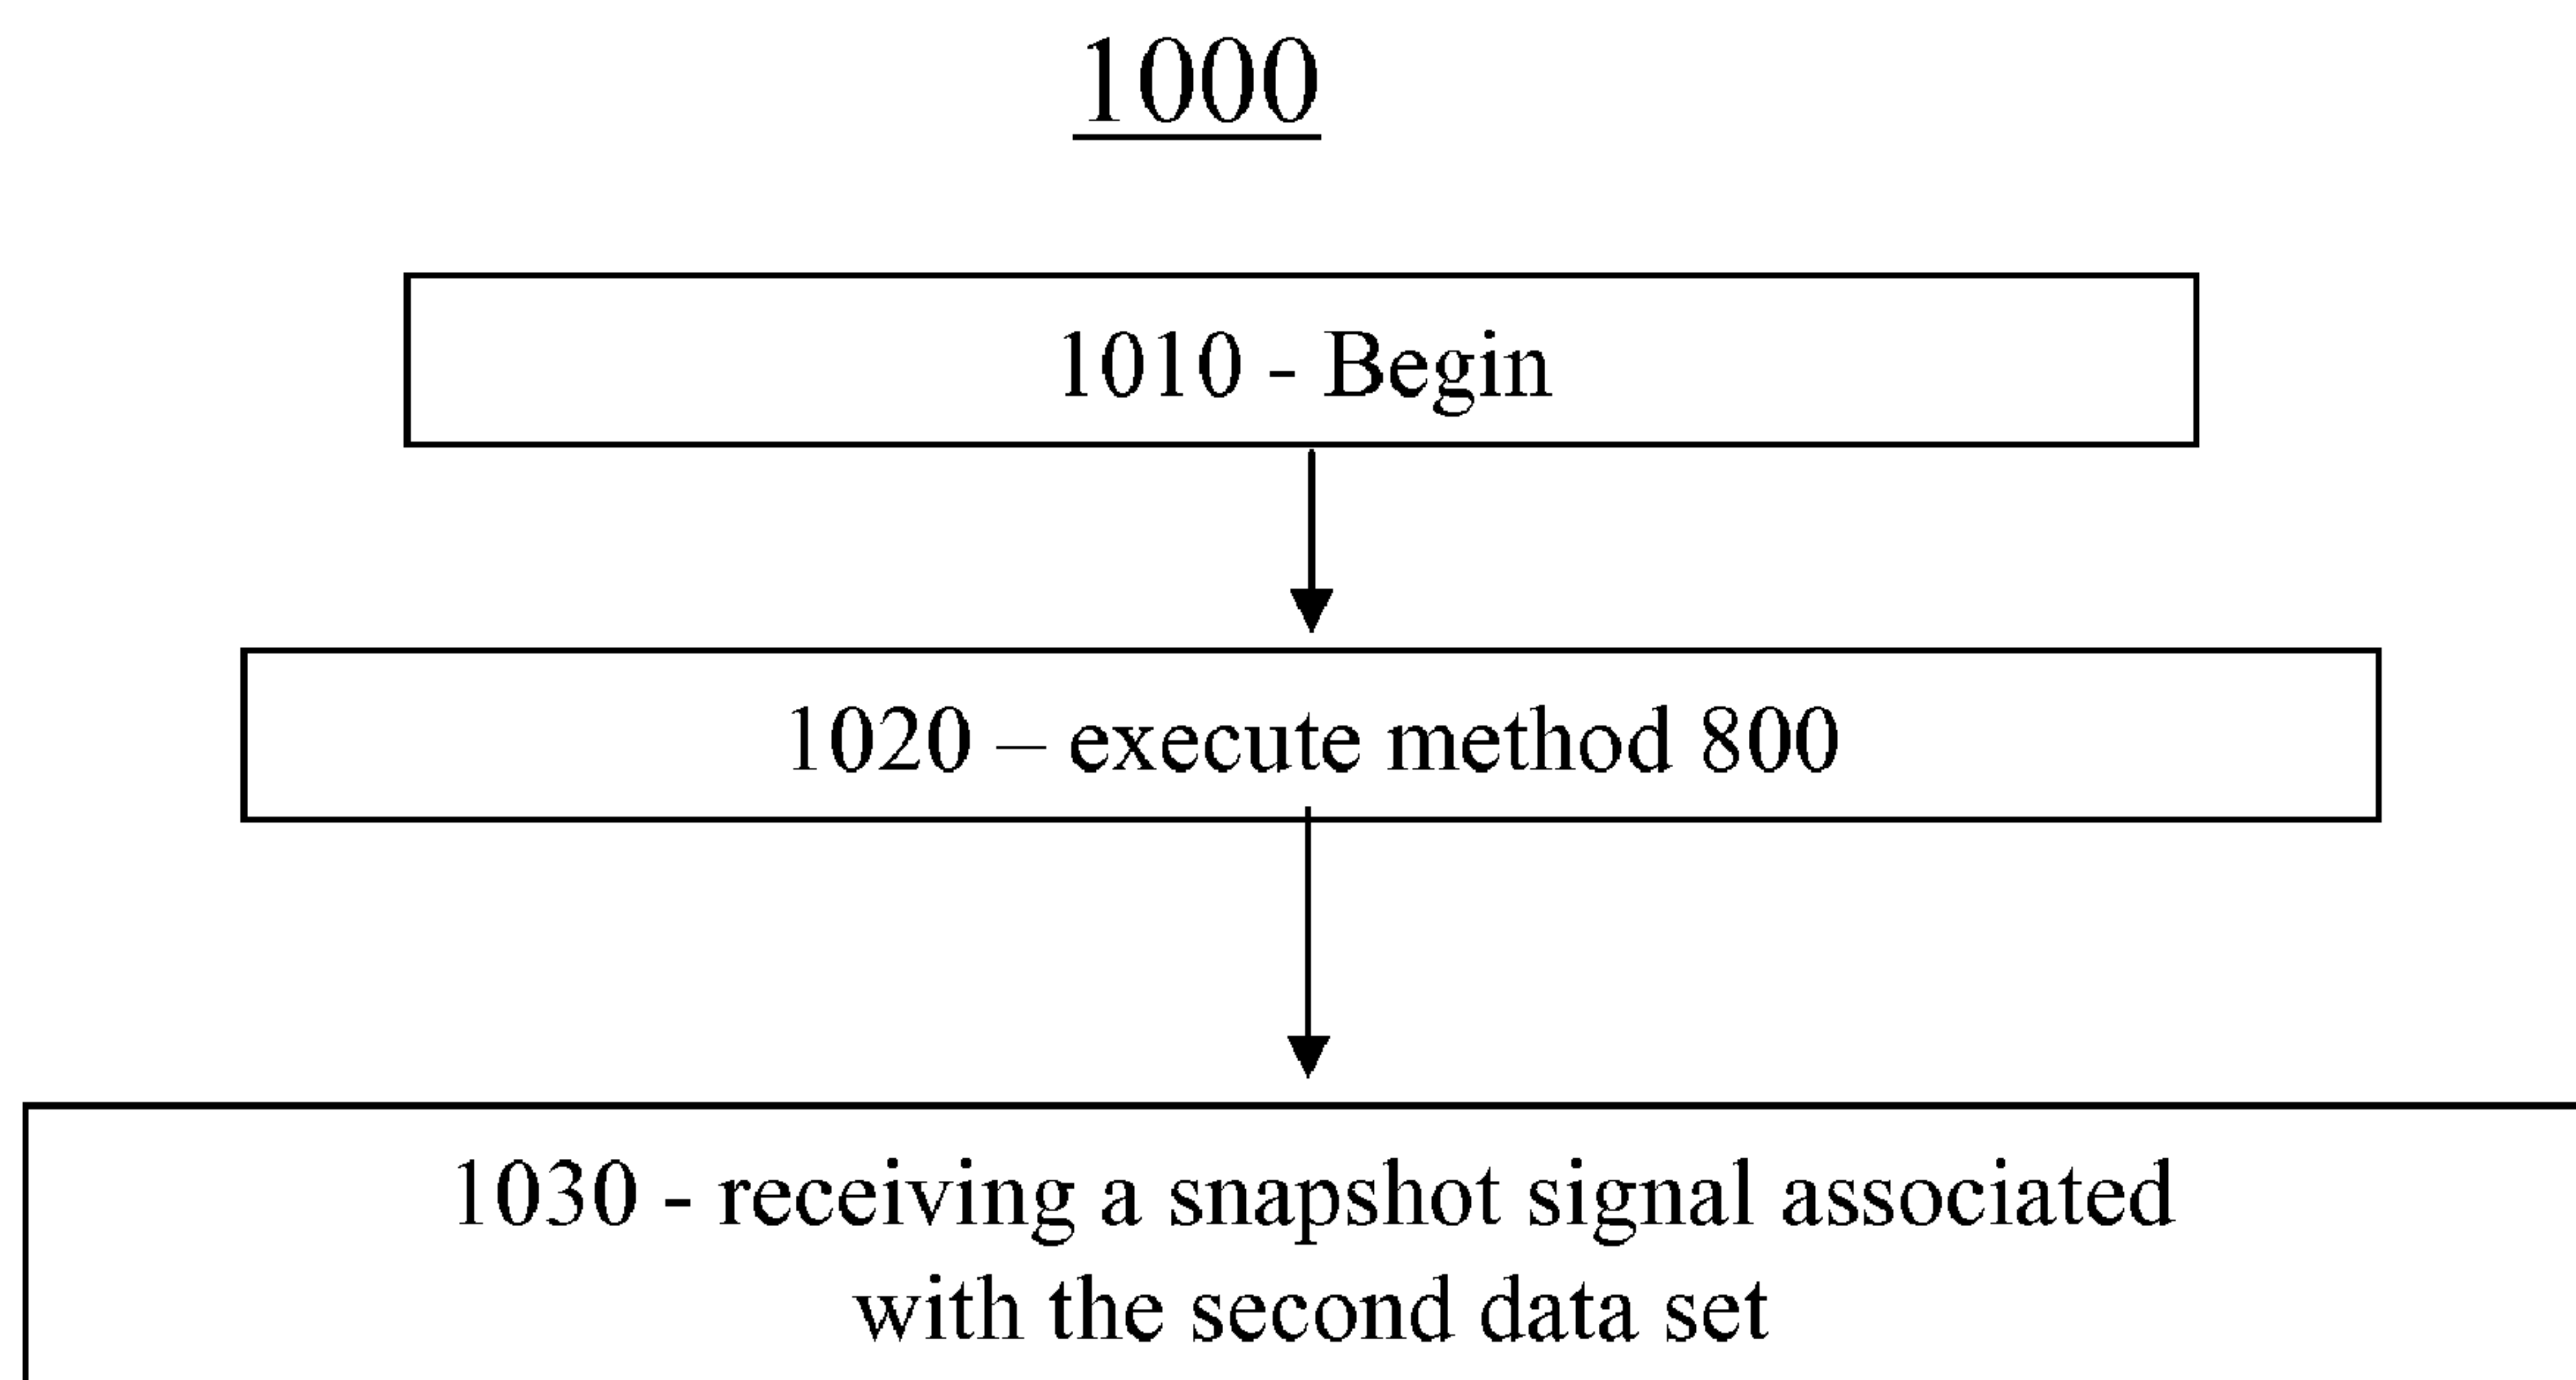 1000
1010 - Begin
1020 – execute method 800
1030 - receiving a snapshot signal associated
with the second data set